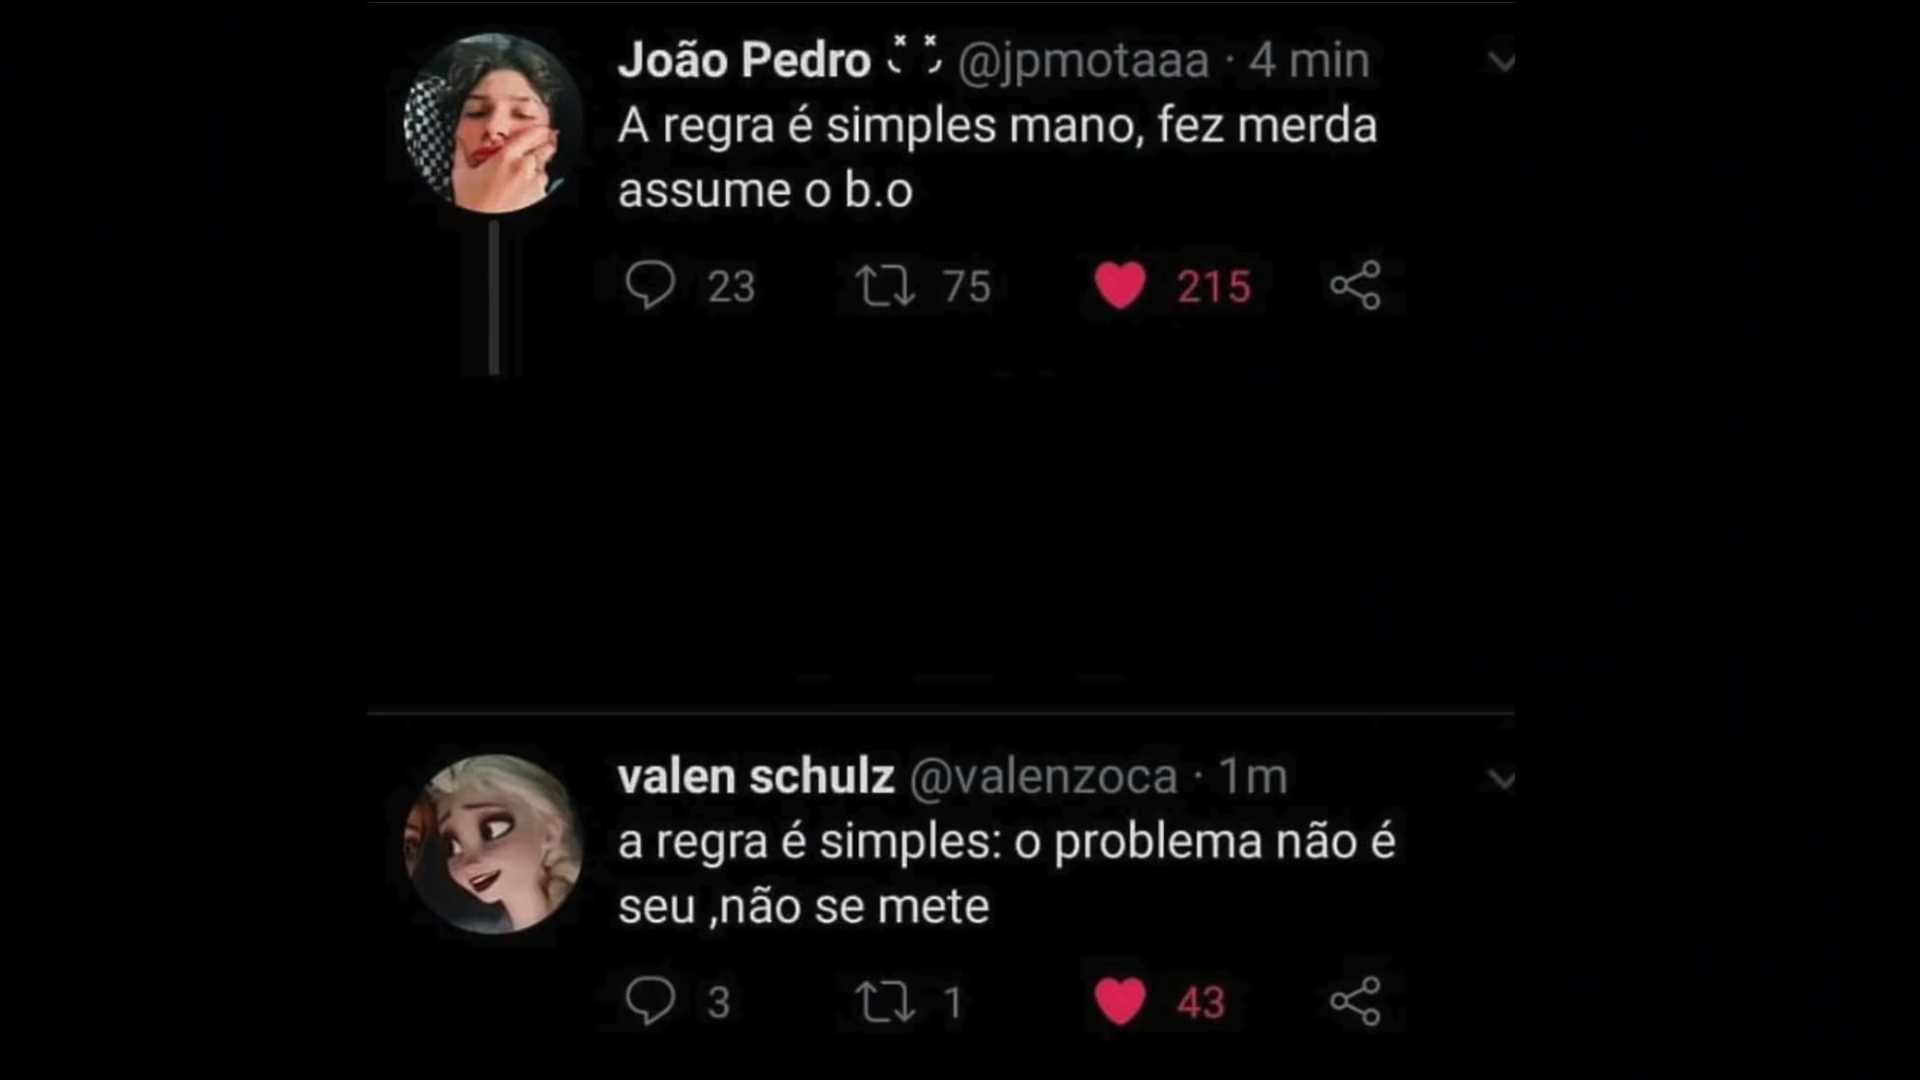 João Pedro @jpmotaaa · 4 min
A regra é simples mano, fez merda
assume o b.o
23 75 215
valen schulz @valenzoca · 1m
a regra é simples: o problema não é
seu ,não se mete
3 1 43